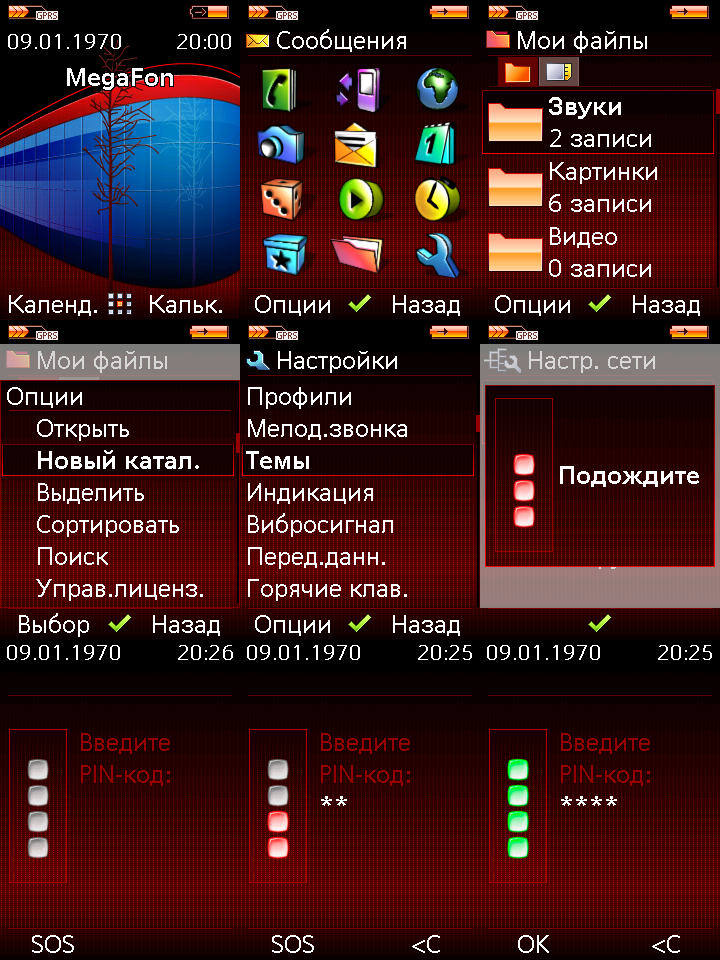 GPRS
09.01.1970 20:00
MegaFon
Календ. Кальк.
GPRS
Сообщения
1
Опции Назад
GPRS
Мои файлы
Звуки
2 записи
Картинки
6 записи
Видео
0 записи
Опции Назад
GPRS
Мои файлы
Опции
Открыть
Новый катал.
Выделить
Сортировать
Поиск
Управ.лиценз.
Выбор Назад
GPRS
Настройки
Профили
Мелод.звонка
Темы
Индикация
Вибросигнал
Перед.данн.
Горячие клав.
Опции Назад
GPRS
Настр. сети
Подождите
09.01.1970 20:26
Введите
PIN-код:
SOS
09.01.1970 20:25
Введите
PIN-код:
**
SOS <C
09.01.1970 20:25
Введите
PIN-код:
****
OK <C